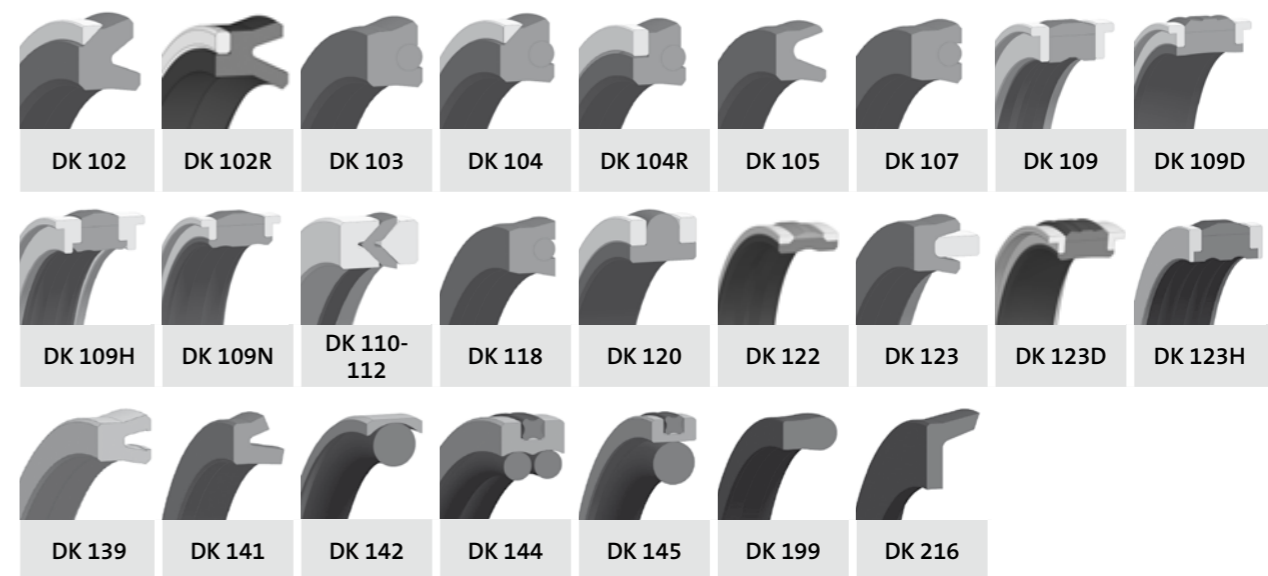 DK 102
DK 102R
DK 103
DK 104
DK 104R
DK 105
DK 107
DK 109
DK 109D
DK 109H
DK 109N
DK 110-
112
DK 118
DK 120
DK 122
DK 123
DK 123D
DK 123H
DK 139
DK 141
DK 142
DK 144
DK 145
DK 199
DK 216